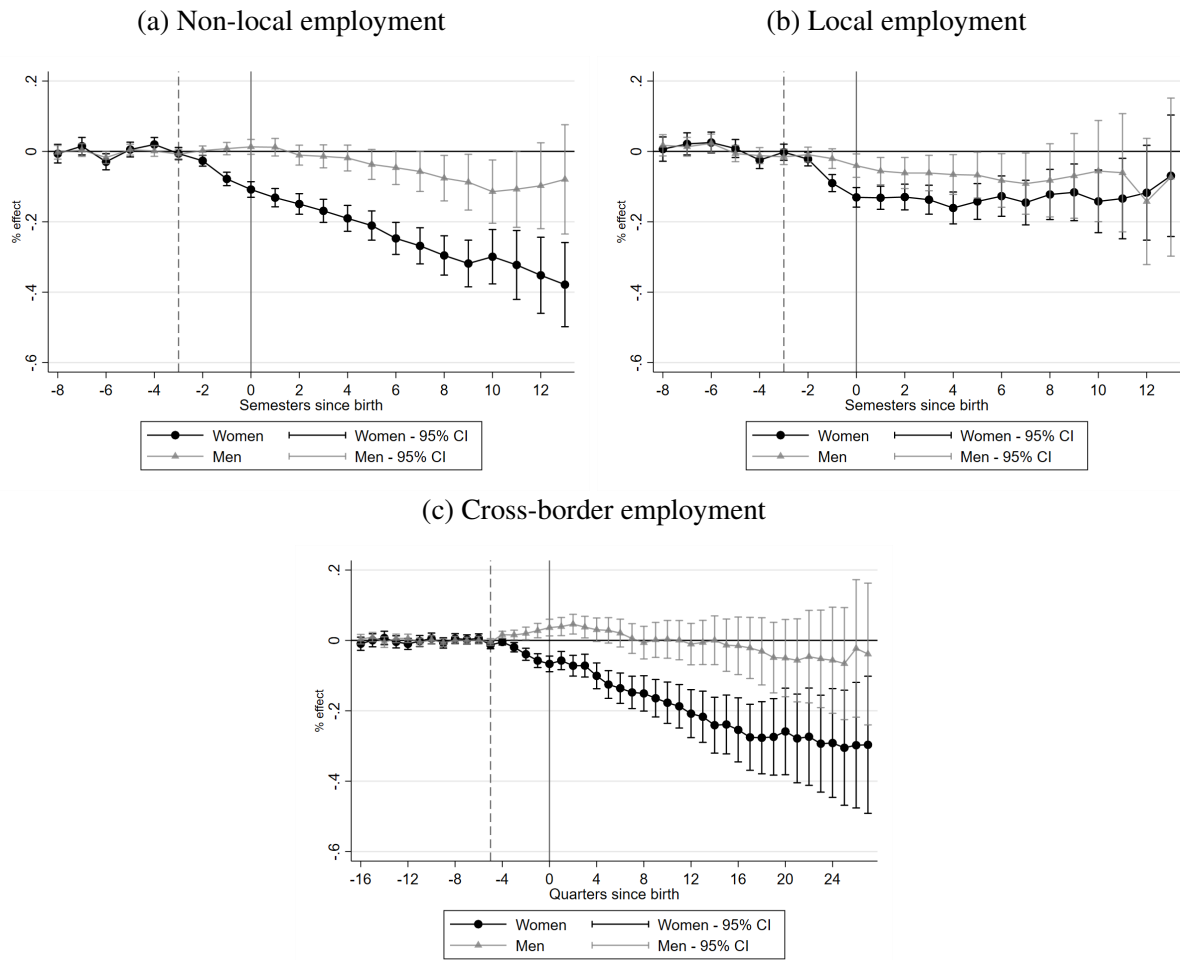 (a) Non-local employment
.2
0
-.2
-.4
-.6
% effect
-8 -6 -4 -2 0 2 4 6 8 10 12
Semesters since birth
Women Women - 95% CI
Men Men - 95% CI
(b) Local employment
.2
0
-.2
-.4
-.6
% effect
-8 -6 -4 -2 0 2 4 6 8 10 12
Semesters since birth
Women Women - 95% CI
Men Men - 95% CI
(c) Cross-border employment
.2
0
-.2
-.4
-.6
% effect
-16 -12 -8 -4 0 4 8 12 16 20 24
Quarters since birth
Women Women - 95% CI
Men Men - 95% CI